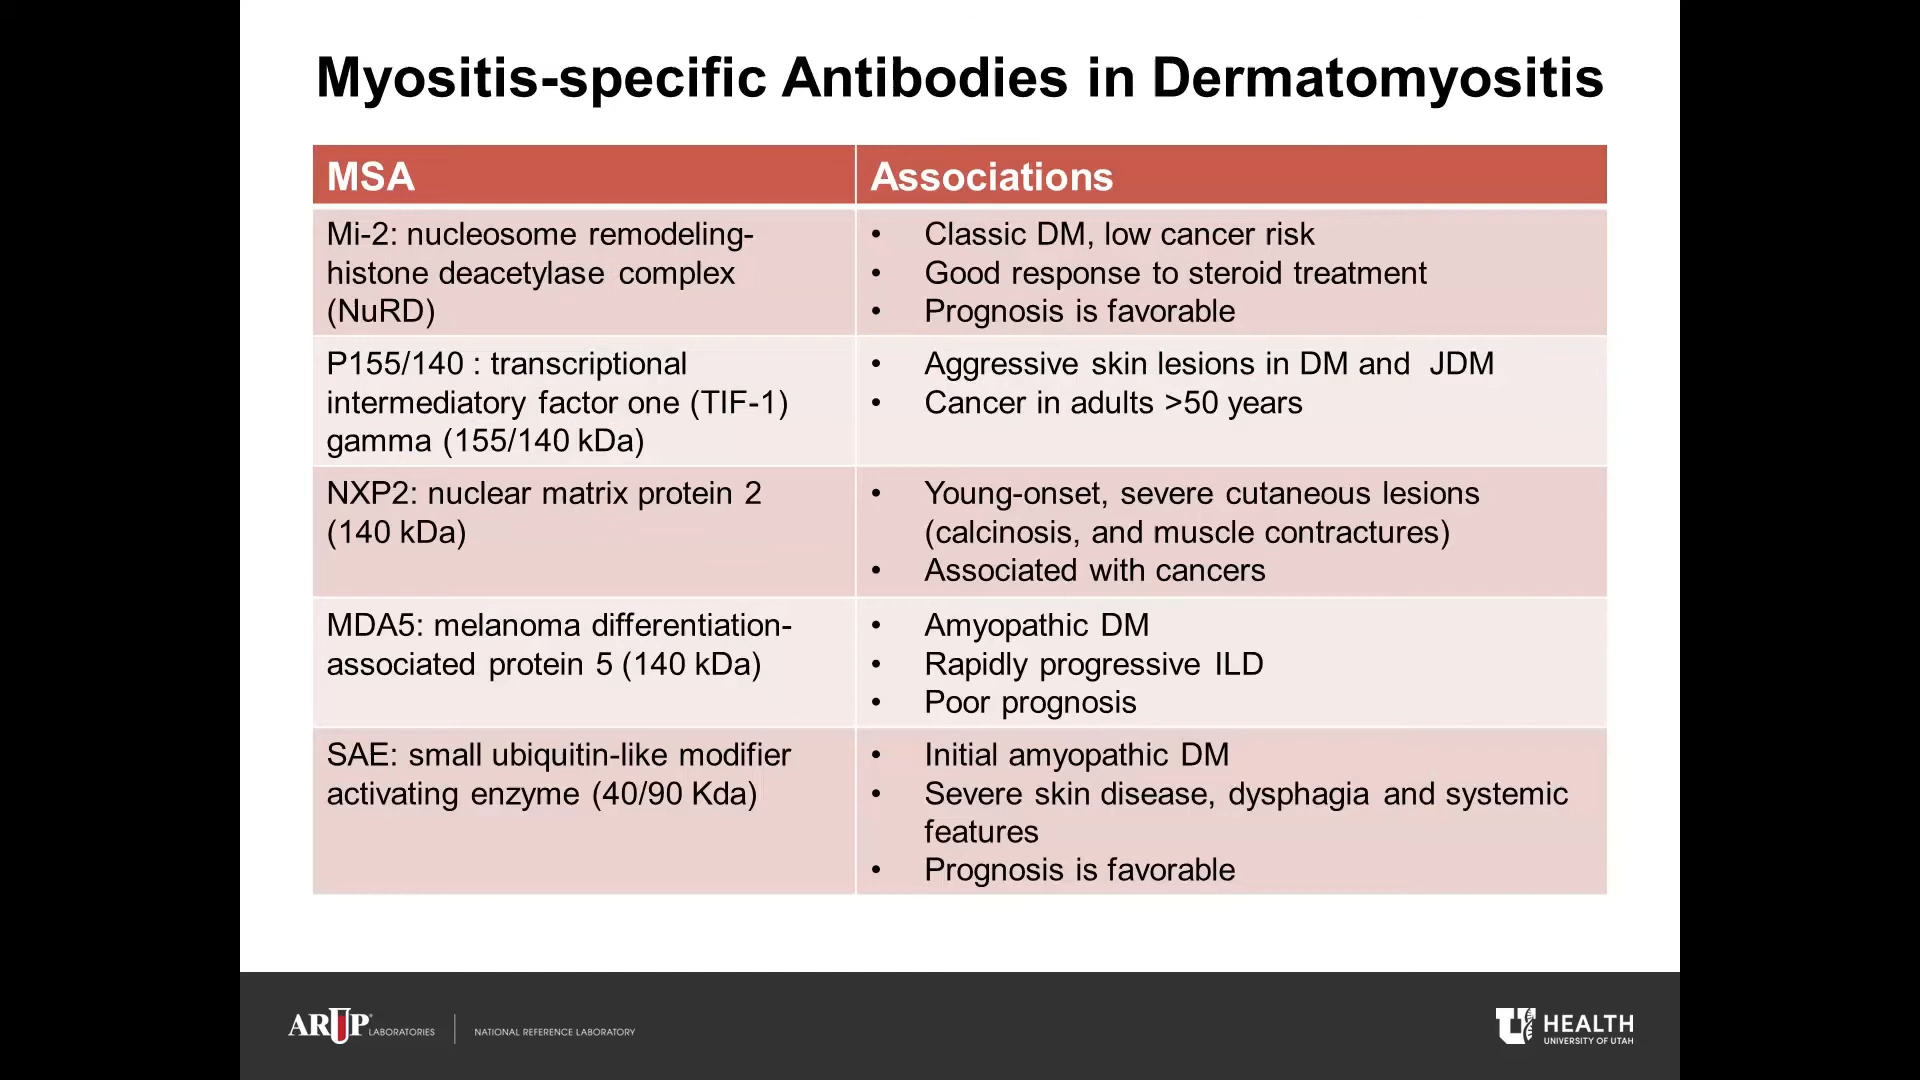 Myositis-specific Antibodies in Dermatomyositis
MSA
Associations
Mi-2: nucleosome remodeling-
histone deacetylase complex
(NuRD)
• Classic DM, low cancer risk
• Good response to steroid treatment
• Prognosis is favorable
P155/140 : transcriptional
intermediatory factor one (TIF-1)
gamma (155/140 kDa)
• Aggressive skin lesions in DM and JDM
• Cancer in adults >50 years
NXP2: nuclear matrix protein 2
(140 kDa)
• Young-onset, severe cutaneous lesions
(calcinosis, and muscle contractures)
• Associated with cancers
MDA5: melanoma differentiation-
associated protein 5 (140 kDa)
• Amyopathic DM
• Rapidly progressive ILD
• Poor prognosis
SAE: small ubiquitin-like modifier
activating enzyme (40/90 Kda)
• Initial amyopathic DM
• Severe skin disease, dysphagia and systemic
features
• Prognosis is favorable
ARUP LABORATORIES | NATIONAL REFERENCE LABORATORY
U HEALTH
UNIVERSITY OF UTAH